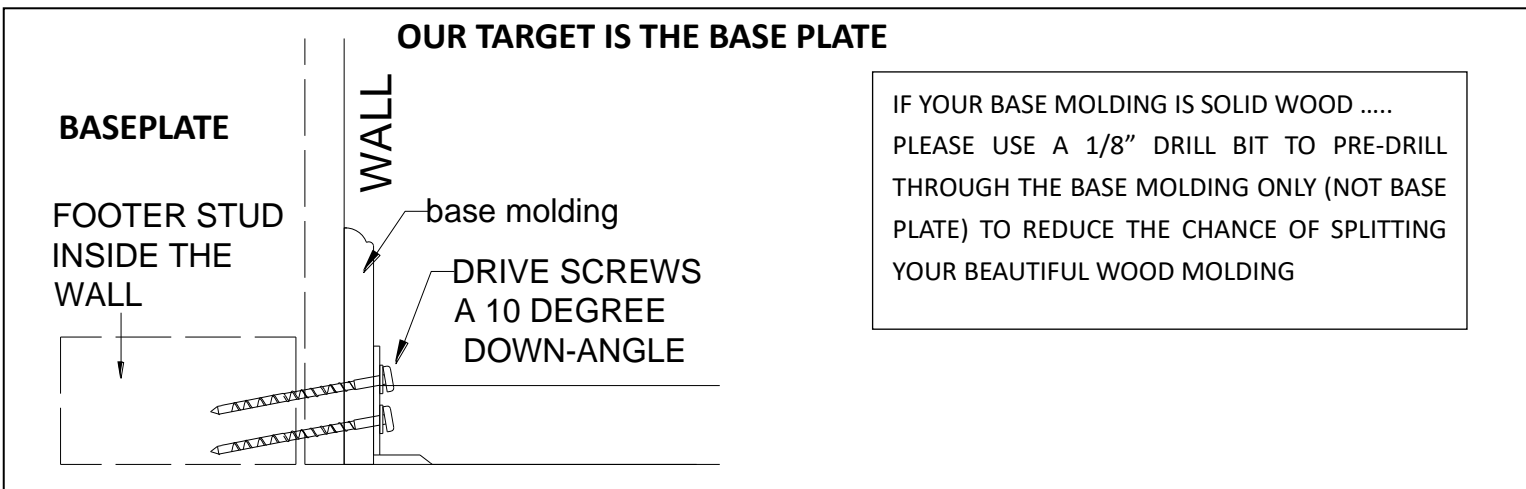 OUR TARGET IS THE BASE PLATE
BASEPLATE
WALL
FOOTER STUD
INSIDE THE
WALL
base molding
DRIVE SCREWS
A 10 DEGREE
DOWN-ANGLE
IF YOUR BASE MOLDING IS SOLID WOOD .....
PLEASE USE A 1/8” DRILL BIT TO PRE-DRILL
THROUGH THE BASE MOLDING ONLY (NOT BASE
PLATE) TO REDUCE THE CHANCE OF SPLITTING
YOUR BEAUTIFUL WOOD MOLDING